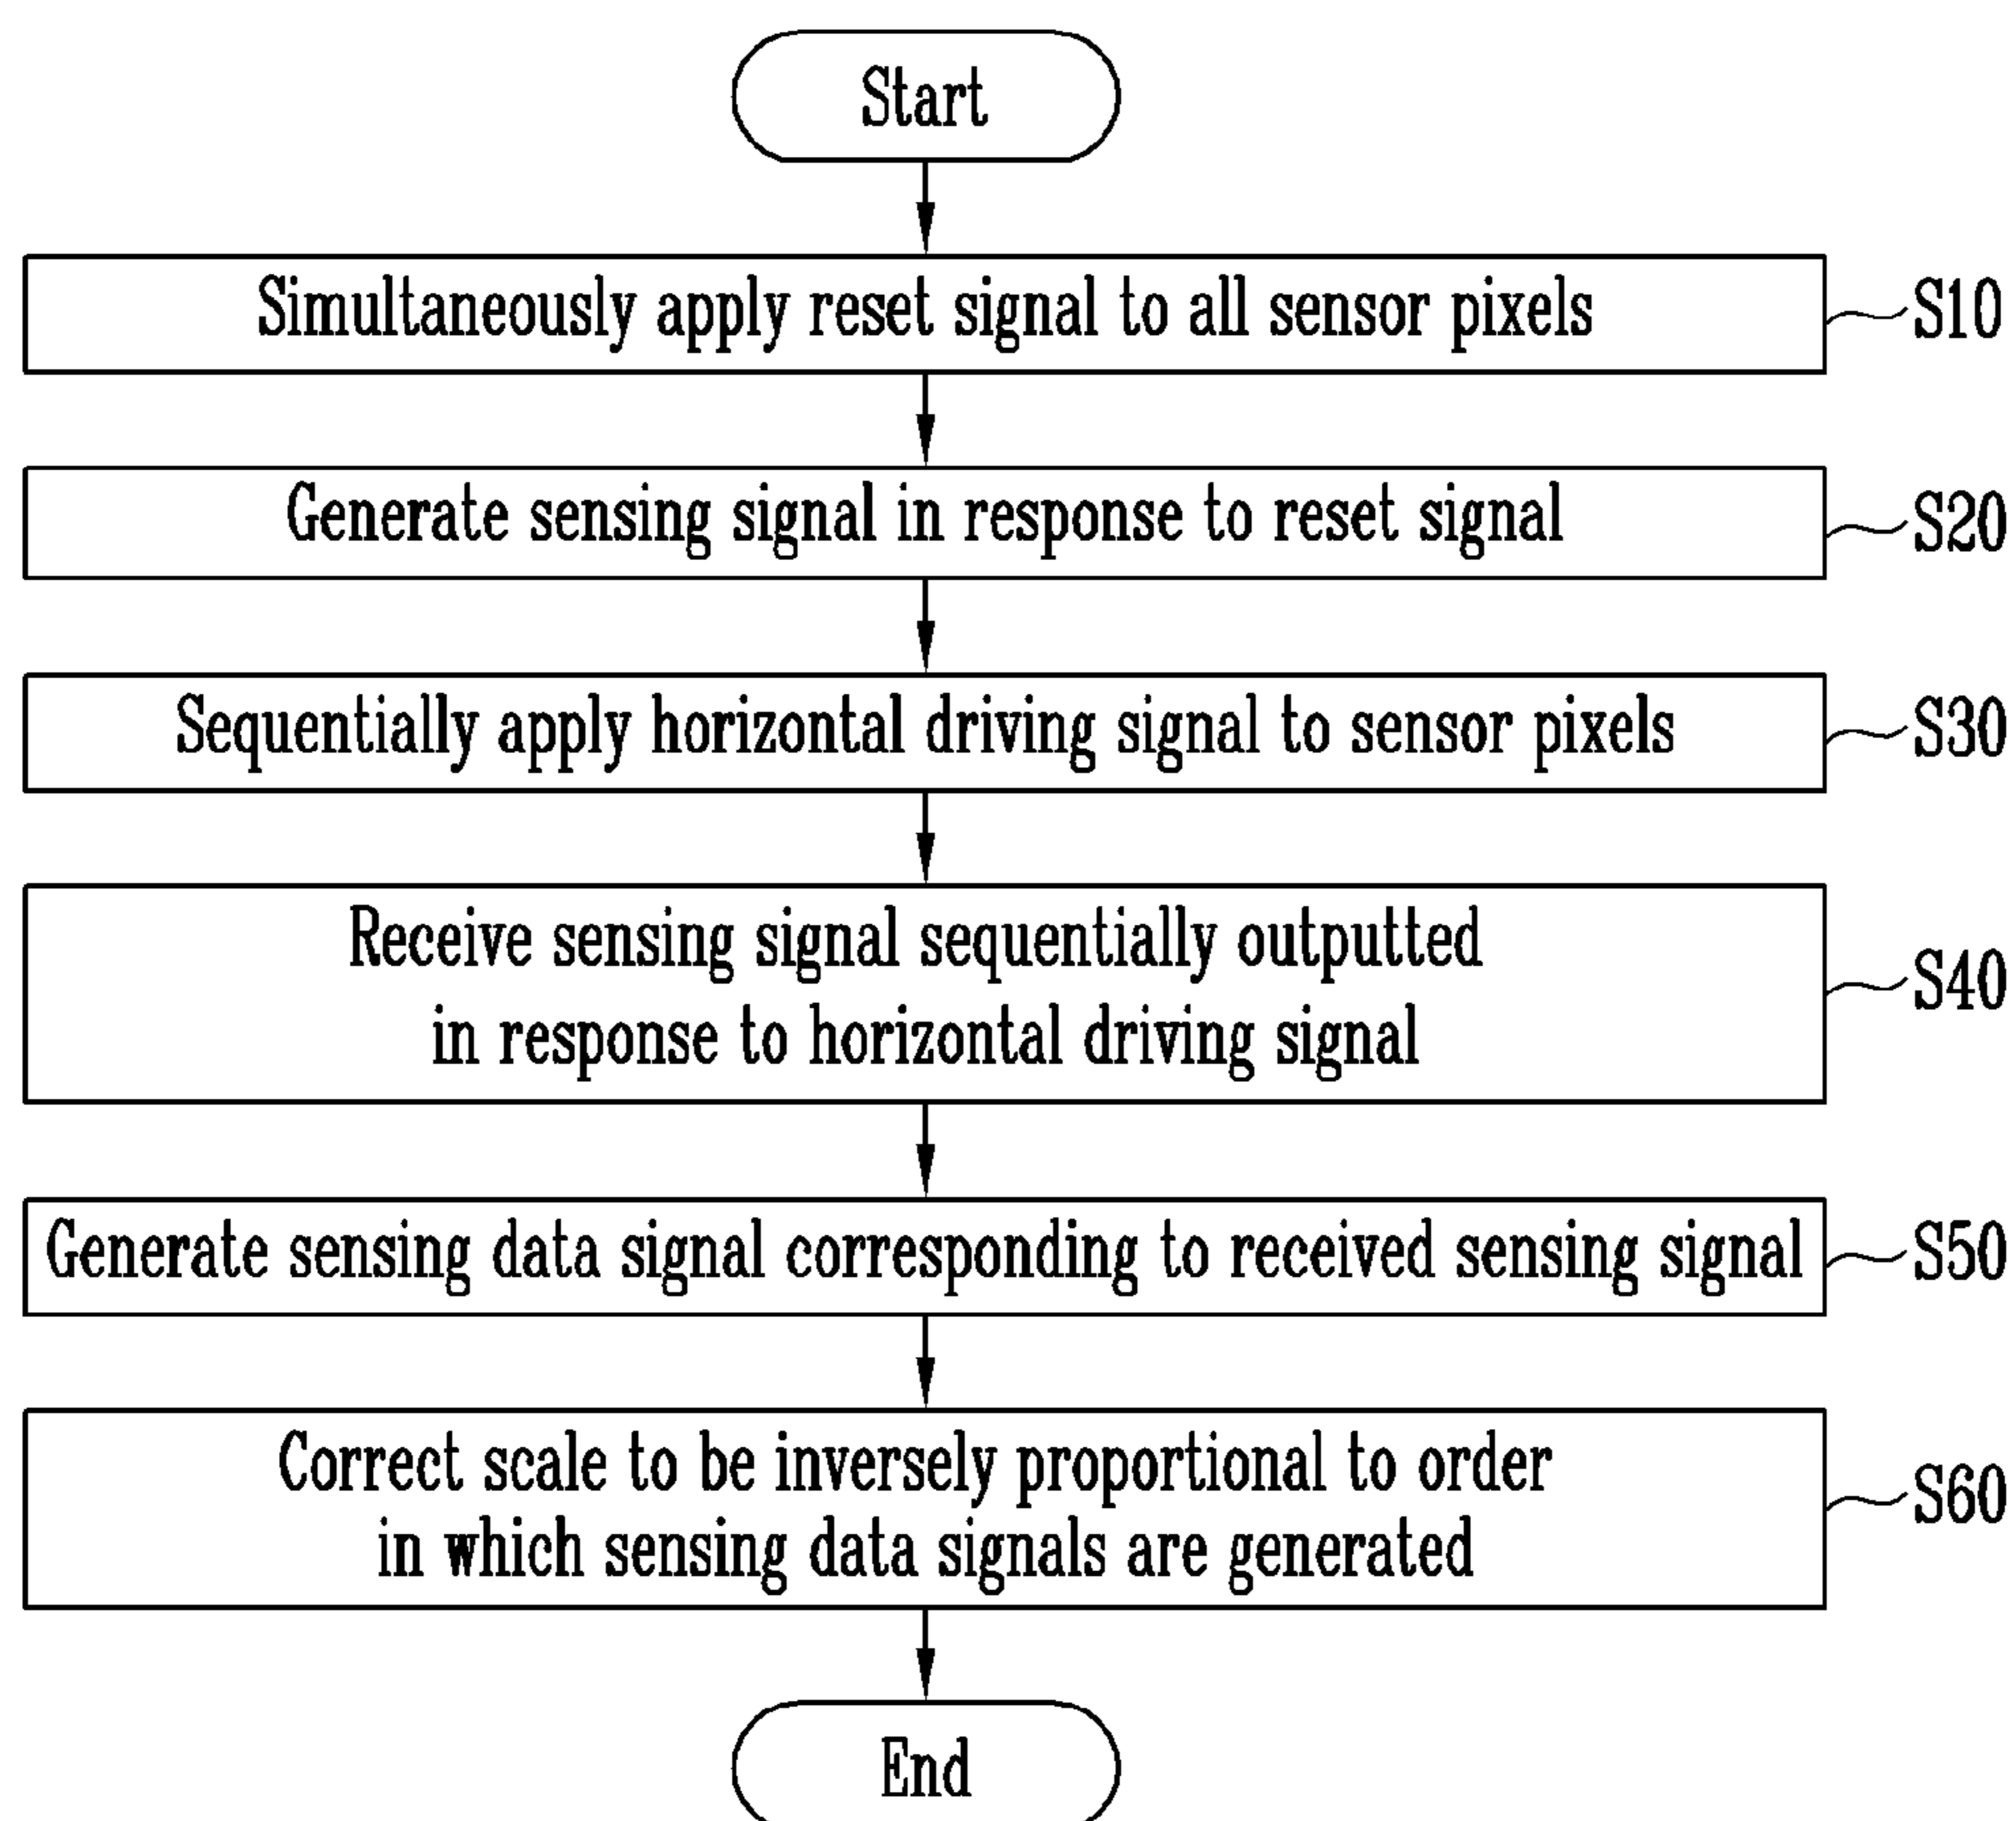 Start
Simultaneously apply reset signal to all sensor pixels
S10
Generate sensing signal in response to reset signal
S20
Sequentially apply horizontal driving signal to sensor pixels
S30
Receive sensing signal sequentially outputted
in response to horizontal driving signal
S40
Generate sensing data signal corresponding to received sensing signal
S50
Correct scale to be inversely proportional to order
in which sensing data signals are generated
S60
End